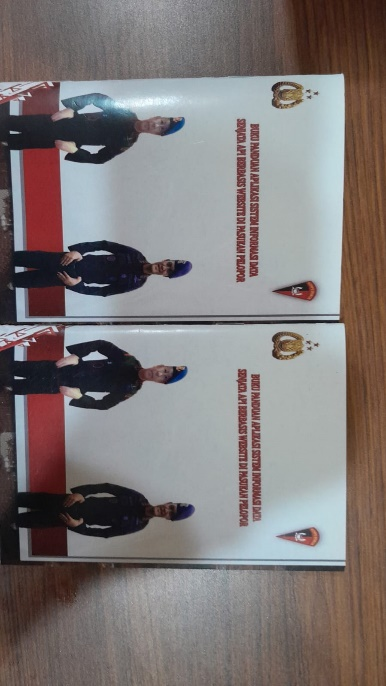 BUKU PANDUAN APLIKASI SISTEM INFORMASI DATA
SENJATA API BERBASIS WEBSITE DI PASUKAN PELOPOR
BUKU PANDUAN APLIKASI SISTEM INFORMASI DATA
SENJATA API BERBASIS WEBSITE DI PASUKAN PELOPOR